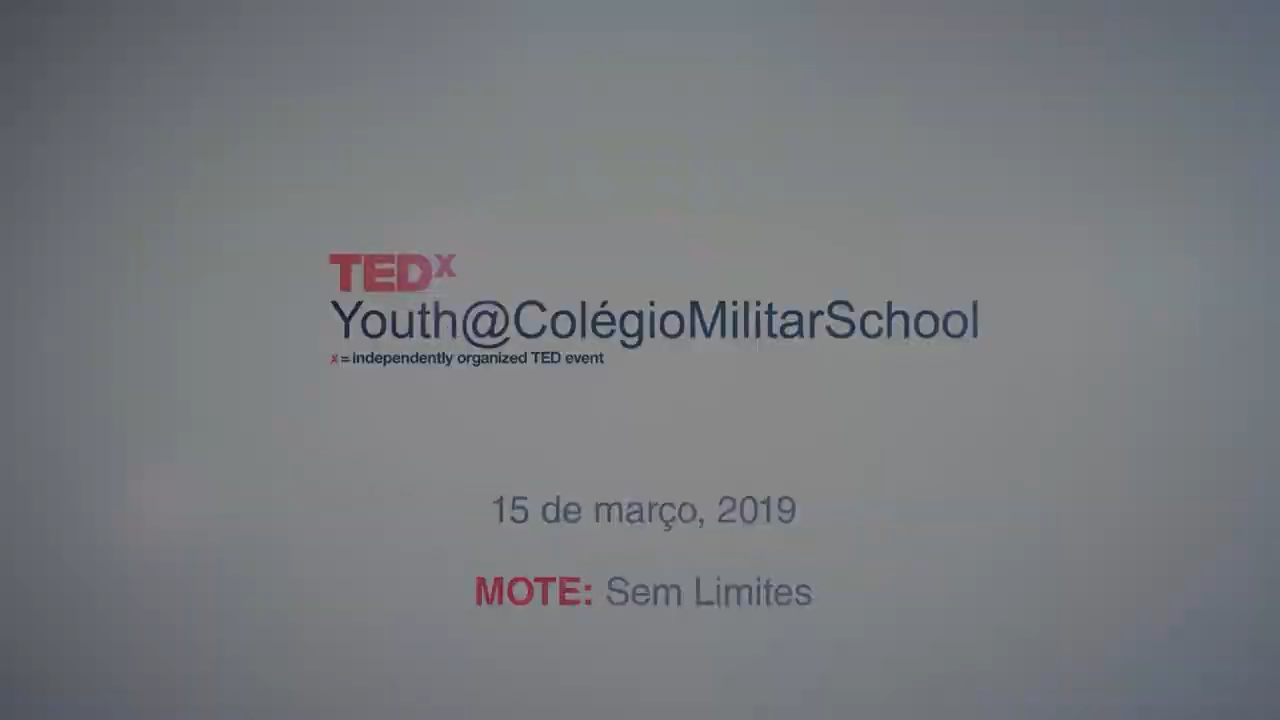 TEDx
Youth@ColégioMilitarSchool
x = independently organized TED event
15 de março, 2019
MOTE: Sem Limites